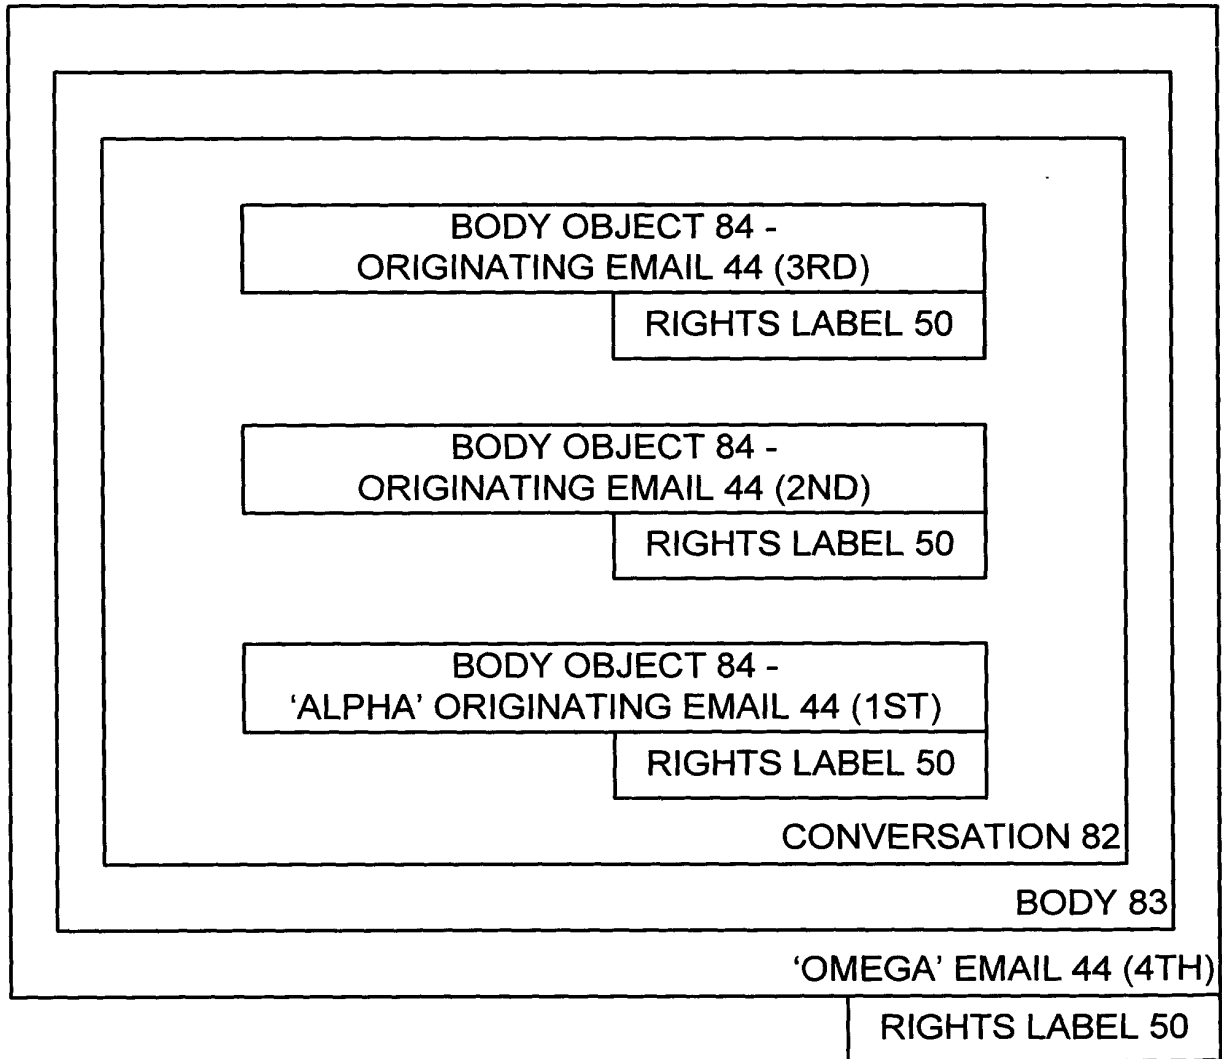 BODY OBJECT 84 -
ORIGINATING EMAIL 44 (3RD)
RIGHTS LABEL 50
BODY OBJECT 84 -
ORIGINATING EMAIL 44 (2ND)
RIGHTS LABEL 50
BODY OBJECT 84 -
‘ALPHA’ ORIGINATING EMAIL 44 (1ST)
RIGHTS LABEL 50
CONVERSATION 82
BODY 83
‘OMEGA’ EMAIL 44 (4TH)
RIGHTS LABEL 50